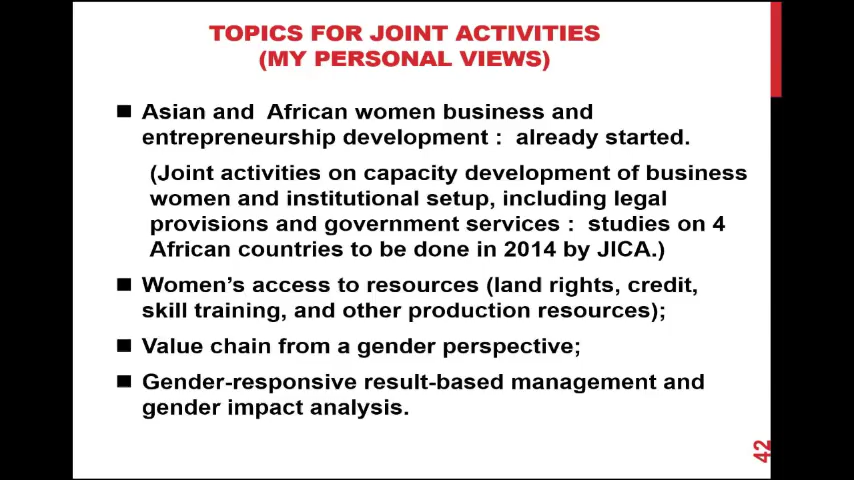 TOPICS FOR JOINT ACTIVITIES
(MY PERSONAL VIEWS)
■ Asian and African women business and
entrepreneurship development : already started.
(Joint activities on capacity development of business
women and institutional setup, including legal
provisions and government services : studies on 4
African countries to be done in 2014 by JICA.)
■ Women’s access to resources (land rights, credit,
skill training, and other production resources);
■ Value chain from a gender perspective;
■ Gender-responsive result-based management and
gender impact analysis.
42